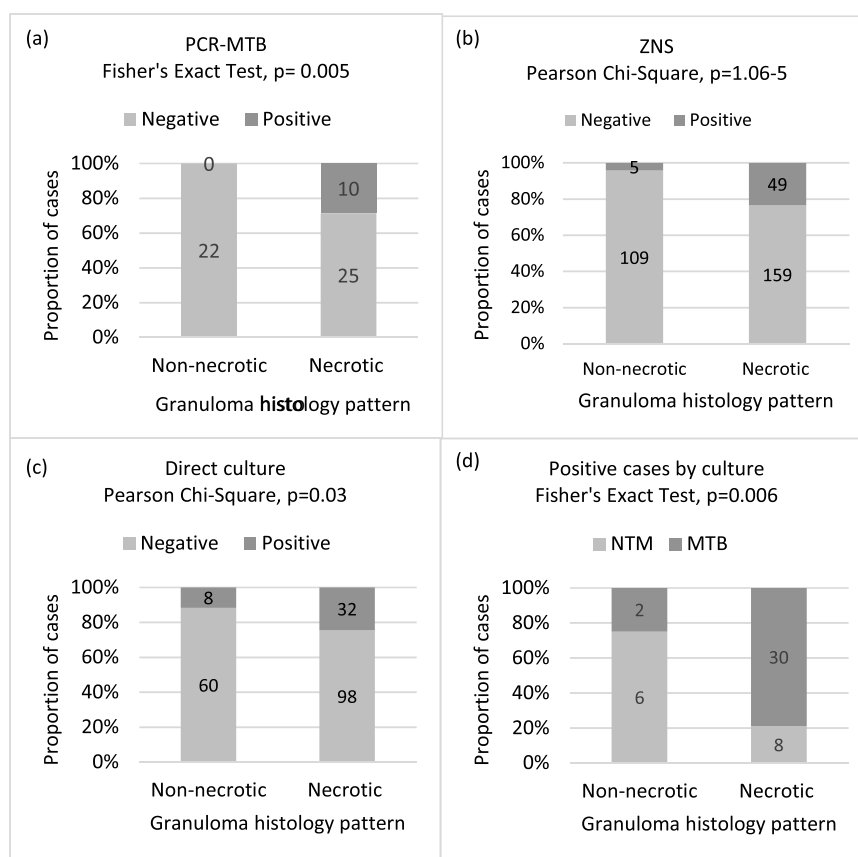 (a)
PCR-MTB
Fisher's Exact Test, p= 0.005
Negative Positive
Proportion of cases
100%
80%
60%
40%
20%
0%
0
22
10
25
Non-necrotic Necrotic
Granuloma histology pattern
(b)
ZNS
Pearson Chi-Square, p=1.06-5
Negative Positive
Proportion of cases
100%
80%
60%
40%
20%
0%
5
109
49
159
Non-necrotic Necrotic
Granuloma histology pattern
(c)
Direct culture
Pearson Chi-Square, p=0.03
Negative Positive
Proportion of cases
100%
80%
60%
40%
20%
0%
8
60
32
98
Non-necrotic Necrotic
Granuloma histology pattern
(d)
Positive cases by culture
Fisher's Exact Test, p=0.006
NTM MTB
Proportion of cases
100%
80%
60%
40%
20%
0%
2
6
30
8
Non-necrotic Necrotic
Granuloma histology pattern